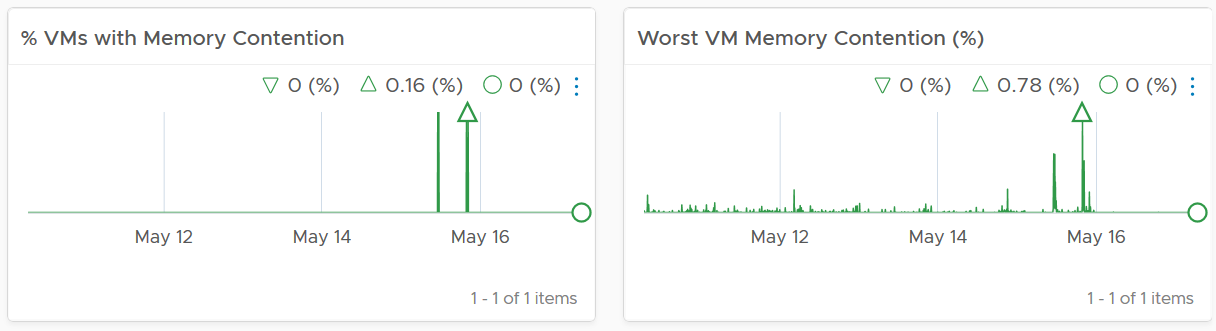 % VMs with Memory Contention
0 (%) 0.16 (%) 0 (%)
May 12 May 14 May 16
1 - 1 of 1 items
Worst VM Memory Contention (%)
0 (%) 0.78 (%) 0 (%)
May 12 May 14 May 16
1 - 1 of 1 items